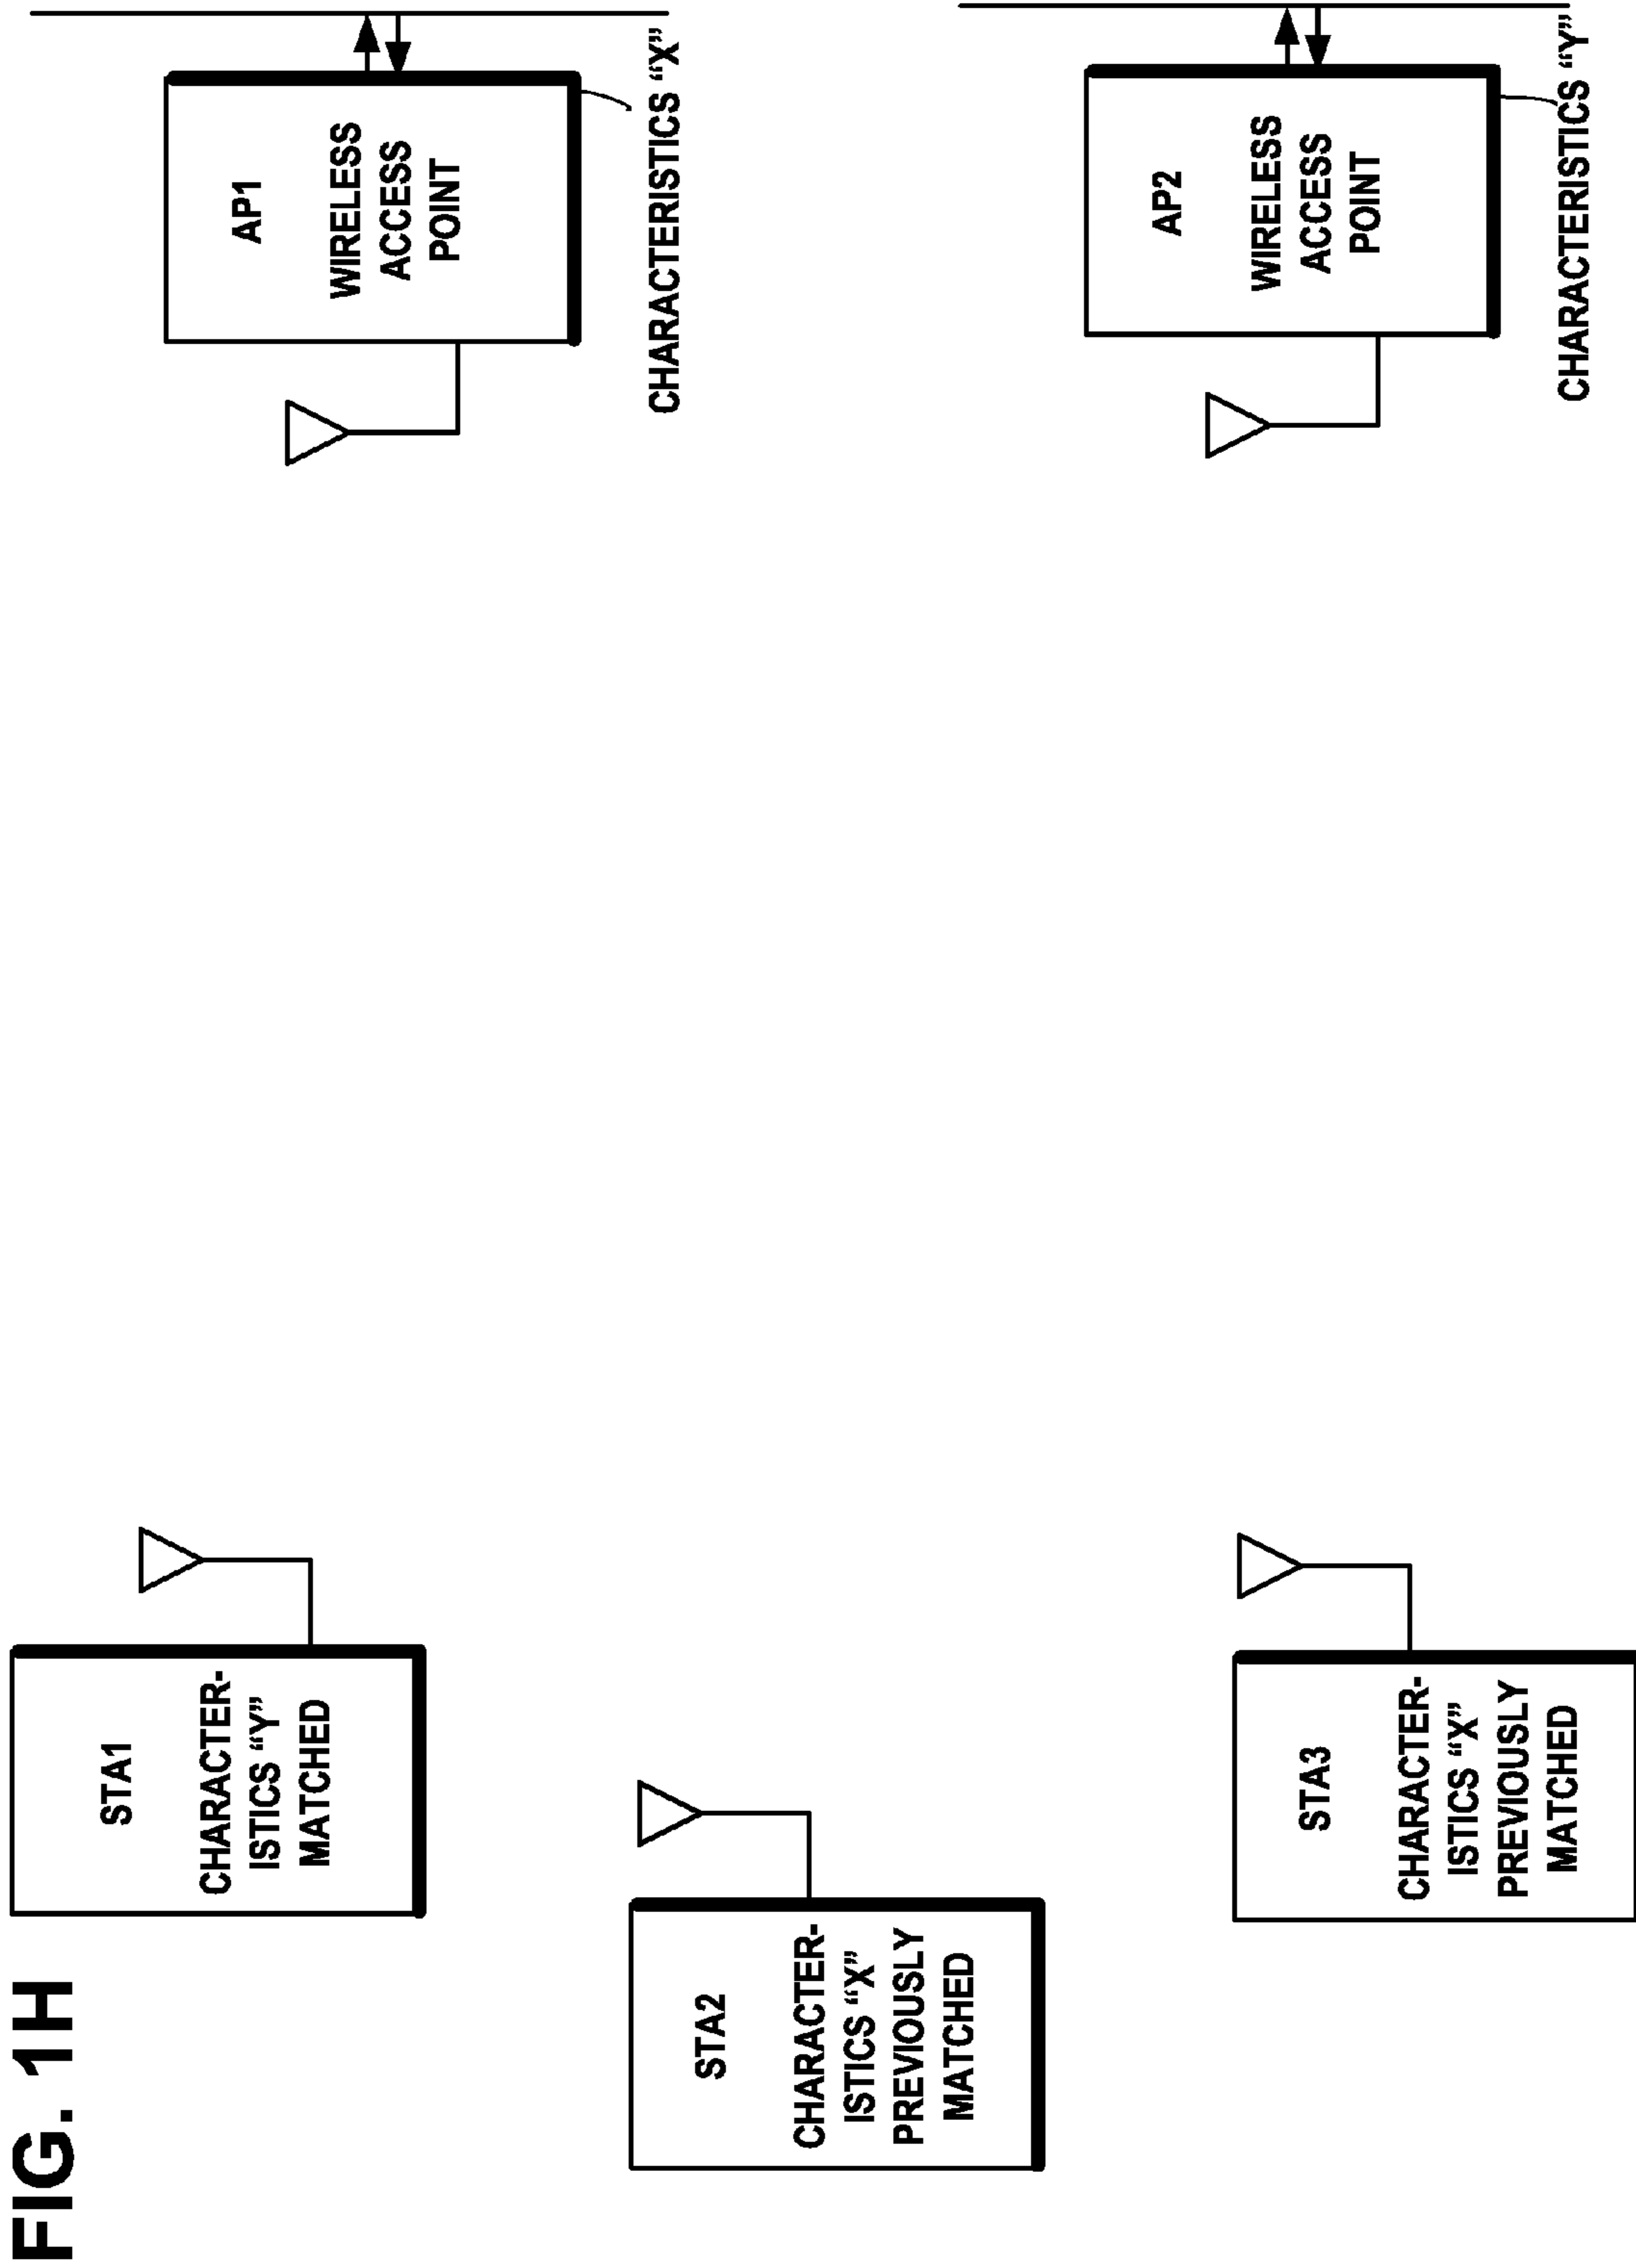 FIG. 1H
STA1
CHARACTER-
ISTICS “Y”
MATCHED
STA2
CHARACTER-
ISTICS “X”
PREVIOUSLY
MATCHED
STA3
CHARACTER-
ISTICS “X”
PREVIOUSLY
MATCHED
AP1
WIRELESS
ACCESS
POINT
CHARACTERISTICS “X”
AP2
WIRELESS
ACCESS
POINT
CHARACTERISTICS “Y”